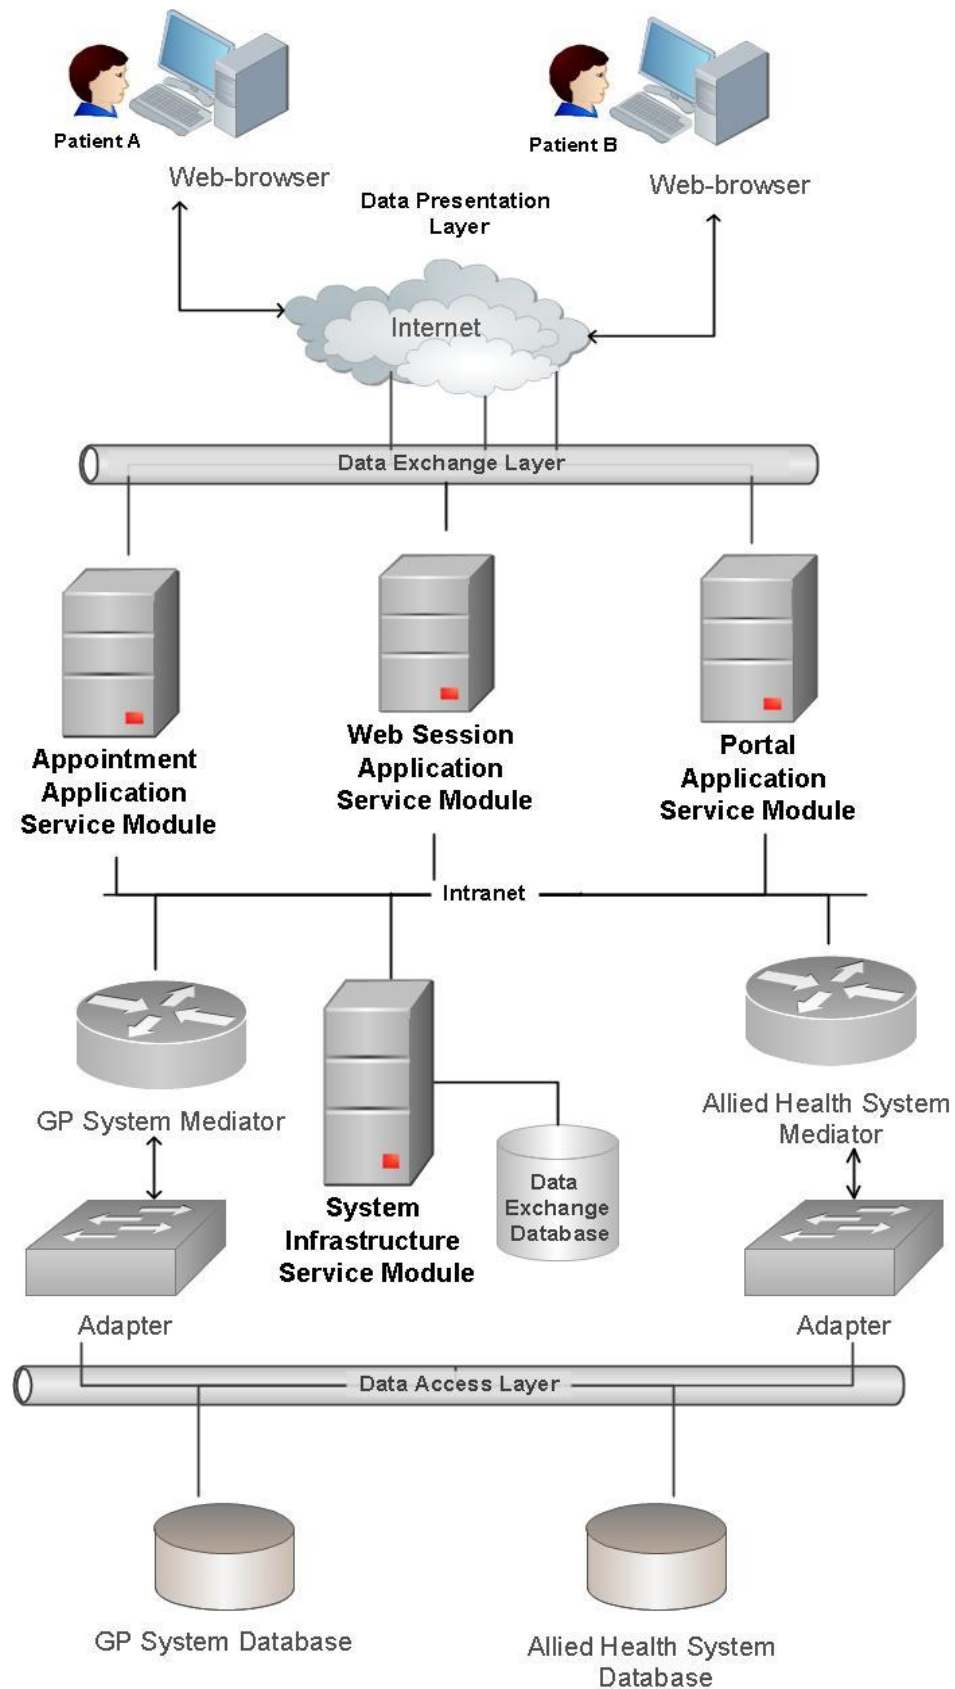 Patient A
Web-browser
Patient B
Web-browser
Data Presentation
Layer
Internet
Data Exchange Layer
Appointment
Application
Service Module
Web Session
Application
Service Module
Portal
Application
Service Module
Intranet
GP System Mediator
Allied Health System
Mediator
System
Infrastructure
Service Module
Data
Exchange
Database
Adapter
Adapter
Data Access Layer
GP System Database
Allied Health System
Database